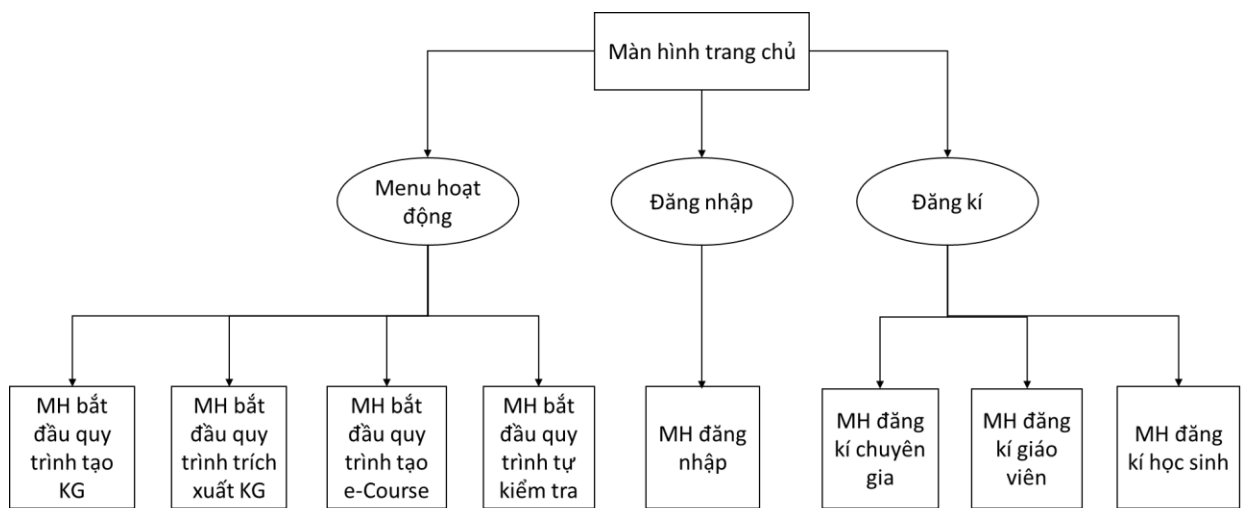 Màn hình trang chủ
Menu hoạt
động
Đăng nhập
Đăng kí
MH bắt
đầu quy
trình tạo
KG
MH bắt
đầu quy
trình trích
xuất KG
MH bắt
đầu quy
trình tạo
e-Course
MH bắt
đầu quy
trình tự
kiểm tra
MH đăng
nhập
MH đăng
kí chuyên
gia
MH đăng
kí giáo
viên
MH đăng
kí học sinh